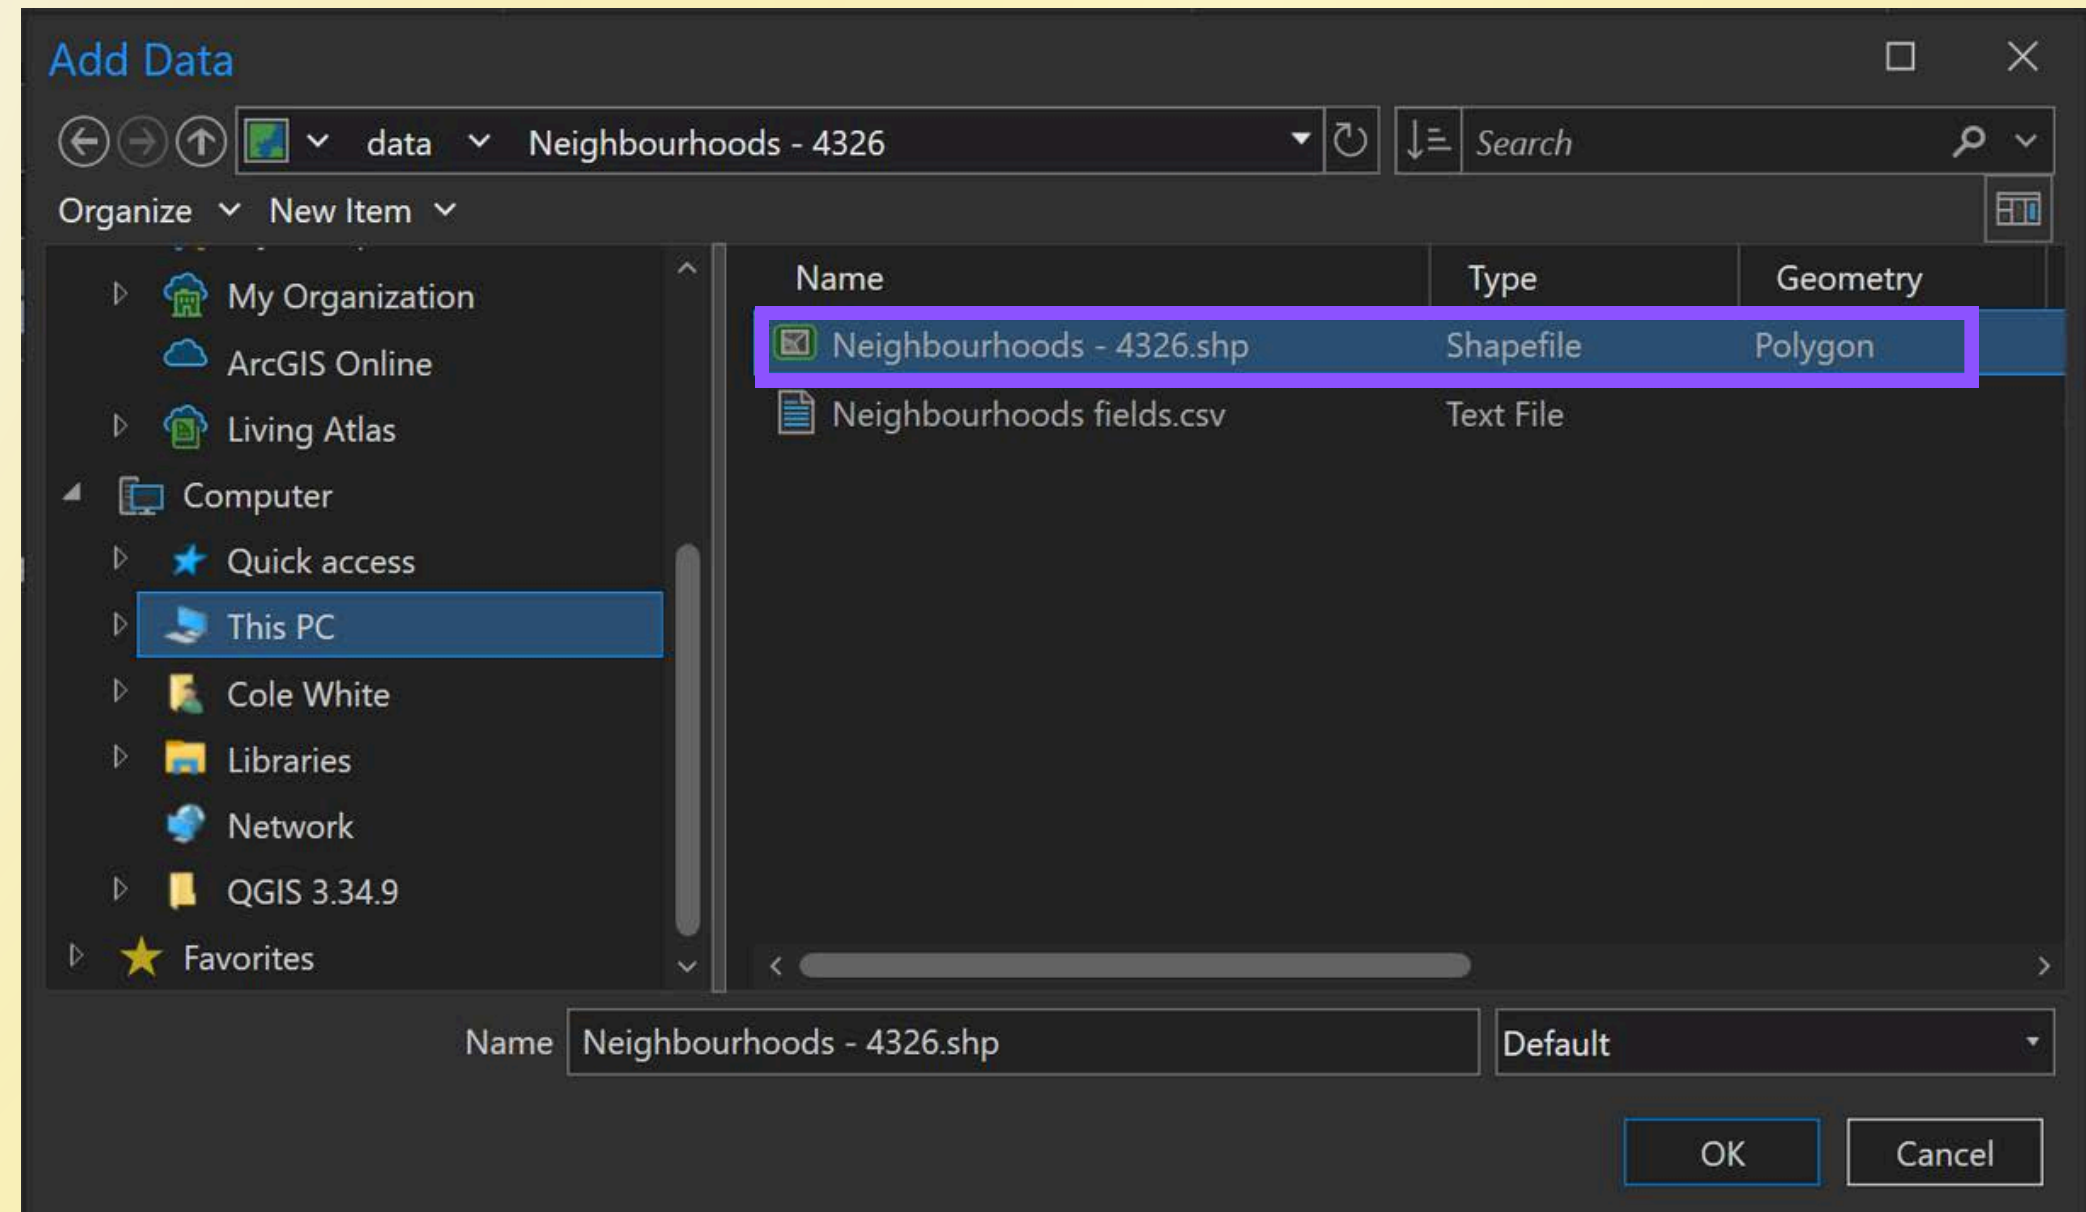 Add Data
data Neighbourhoods - 4326
Search
Organize New Item
My Organization
ArcGIS Online
Living Atlas
Computer
Quick access
This PC
Cole White
Libraries
Network
QGIS 3.34.9
Favorites
Name Type Geometry
Neighbourhoods - 4326.shp Shapefile Polygon
Neighbourhoods fields.csv Text File
Name Neighbourhoods - 4326.shp Default
OK Cancel